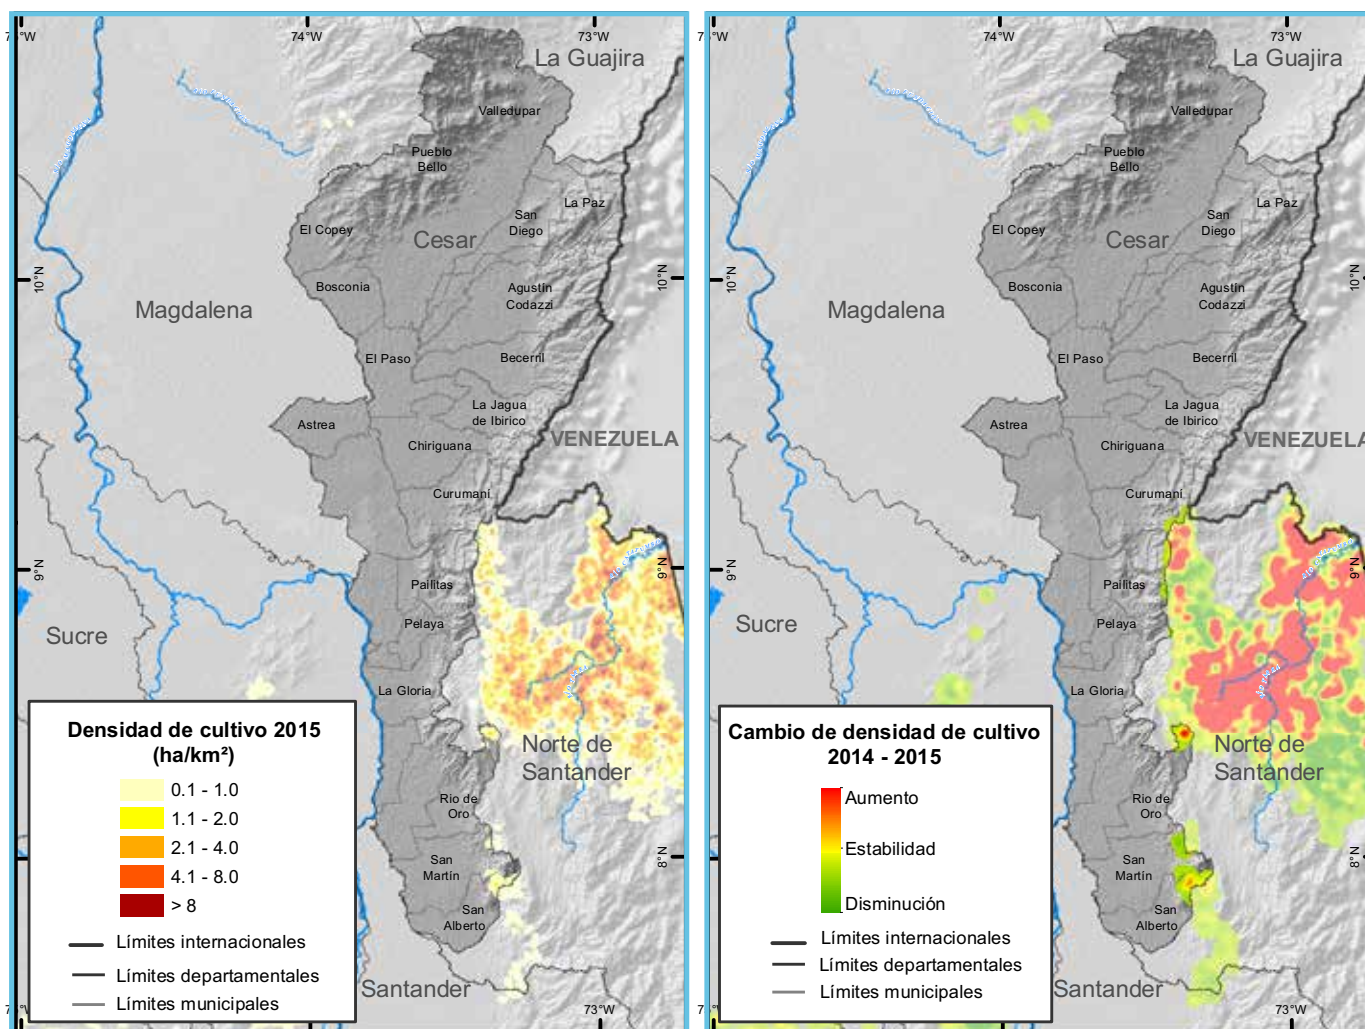 75°W
74°W
73°W
La Guajira
Valledupar
Pueblo
Bello
La Paz
San
Diego
El Copey
Cesar
10°N
10°N
Bosconia
Agustín
Codazzi
Magdalena
El Paso
Becerril
La Jagua
de Ibirico
Astrea
Chiriguana
VENEZUELA
Curumaní
9°N
9°N
Pailitas
Pelaya
Sucre
La Gloria
Norte de
Santander
Rio de
Oro
8°N
San
Martín
San
Alberto
Santander
73°W
Densidad de cultivo 2015
(ha/km²)
0.1 - 1.0
1.1 - 2.0
2.1 - 4.0
4.1 - 8.0
> 8
Límites internacionales
Límites departamentales
Límites municipales
74°W
73°W
La Guajira
Valledupar
Pueblo
Bello
La Paz
San
Diego
El Copey
Cesar
10°N
Bosconia
Agustín
Codazzi
Magdalena
El Paso
Becerril
La Jagua
de Ibirico
Astrea
Chiriguana
VENEZUELA
Curumaní
9°N
9°N
Pailitas
Pelaya
Sucre
La Gloria
Norte de
Santander
Rio de
Oro
8°N
San
Martín
San
Alberto
Santander
73°W
Cambio de densidad de cultivo
2014 - 2015
Aumento
Estabilidad
Disminución
Límites internacionales
Límites departamentales
Límites municipales